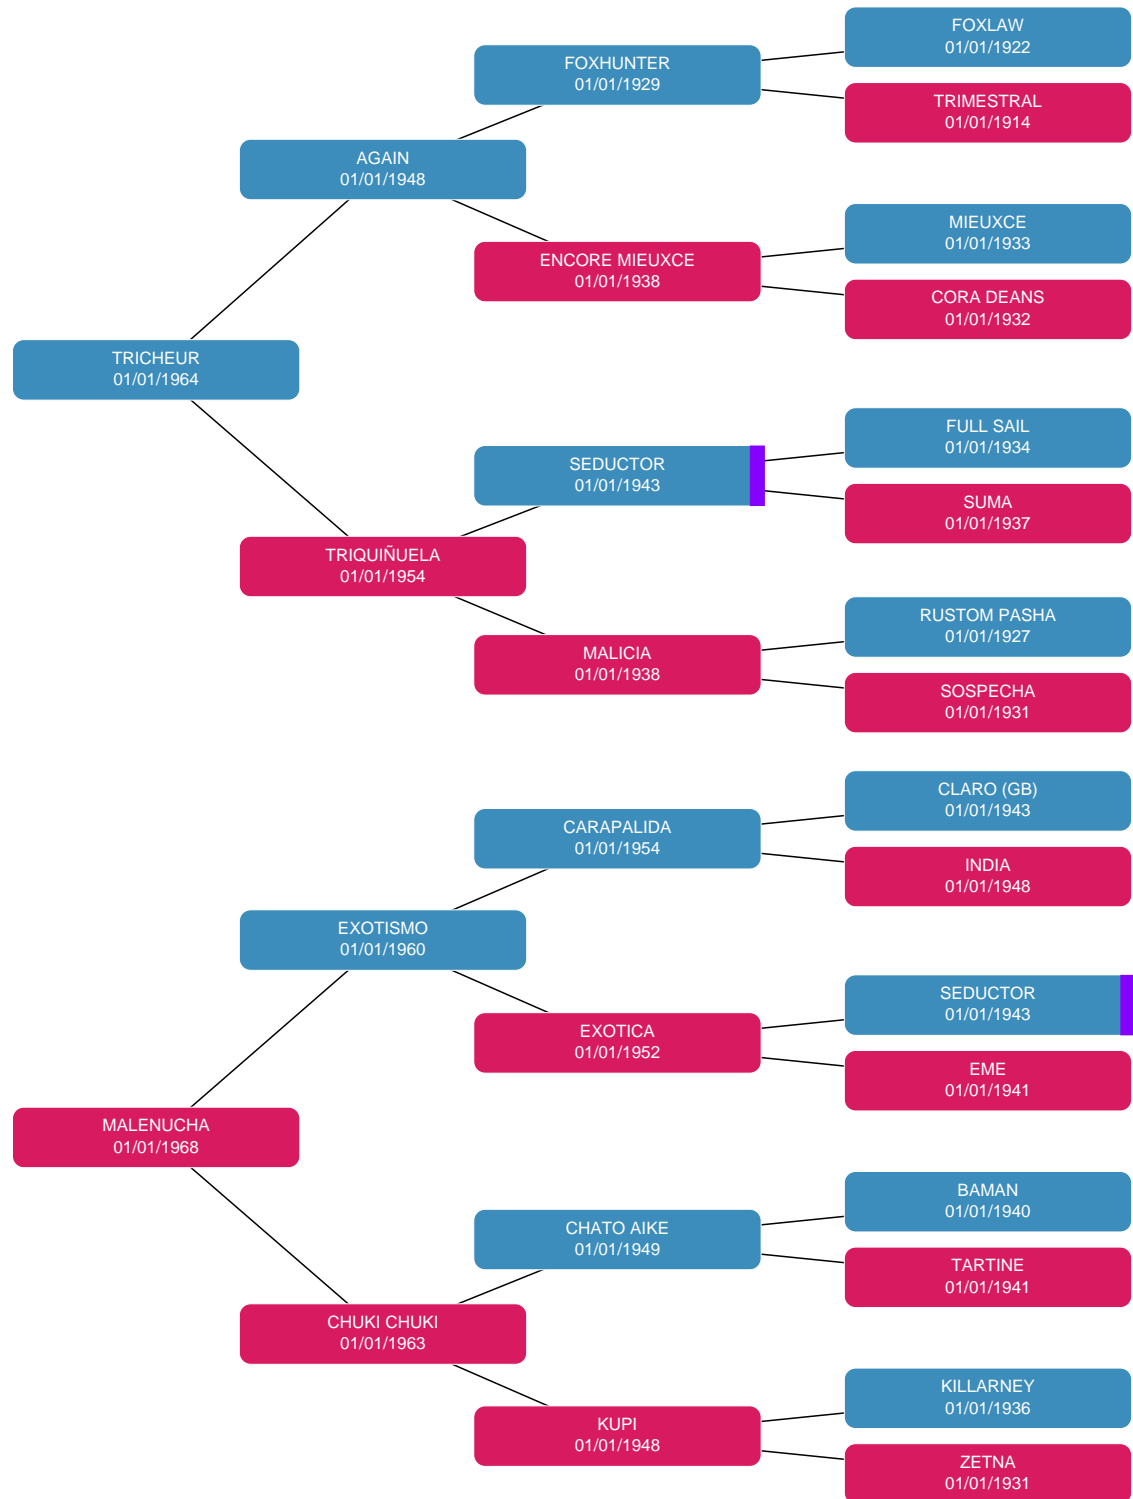 FOXLAW
01/01/1922
FOXHUNTER
01/01/1929
TRIMESTRAL
01/01/1914
AGAIN
01/01/1948
MIEUXCE
01/01/1933
ENCORE MIEUXCE
01/01/1938
CORA DEANS
01/01/1932
TRICHEUR
01/01/1964
FULL SAIL
01/01/1934
SEDUCTOR
01/01/1943
SUMA
01/01/1937
TRIQUIÑUELA
01/01/1954
RUSTOM PASHA
01/01/1927
MALICIA
01/01/1938
SOSPECHA
01/01/1931
CLARO (GB)
01/01/1943
CARAPALIDA
01/01/1954
INDIA
01/01/1948
EXOTISMO
01/01/1960
SEDUCTOR
01/01/1943
EXOTICA
01/01/1952
EME
01/01/1941
MALENUCHA
01/01/1968
BAMAN
01/01/1940
CHATO AIKE
01/01/1949
TARTINE
01/01/1941
CHUKI CHUKI
01/01/1963
KILLARNEY
01/01/1936
KUPI
01/01/1948
ZETNA
01/01/1931